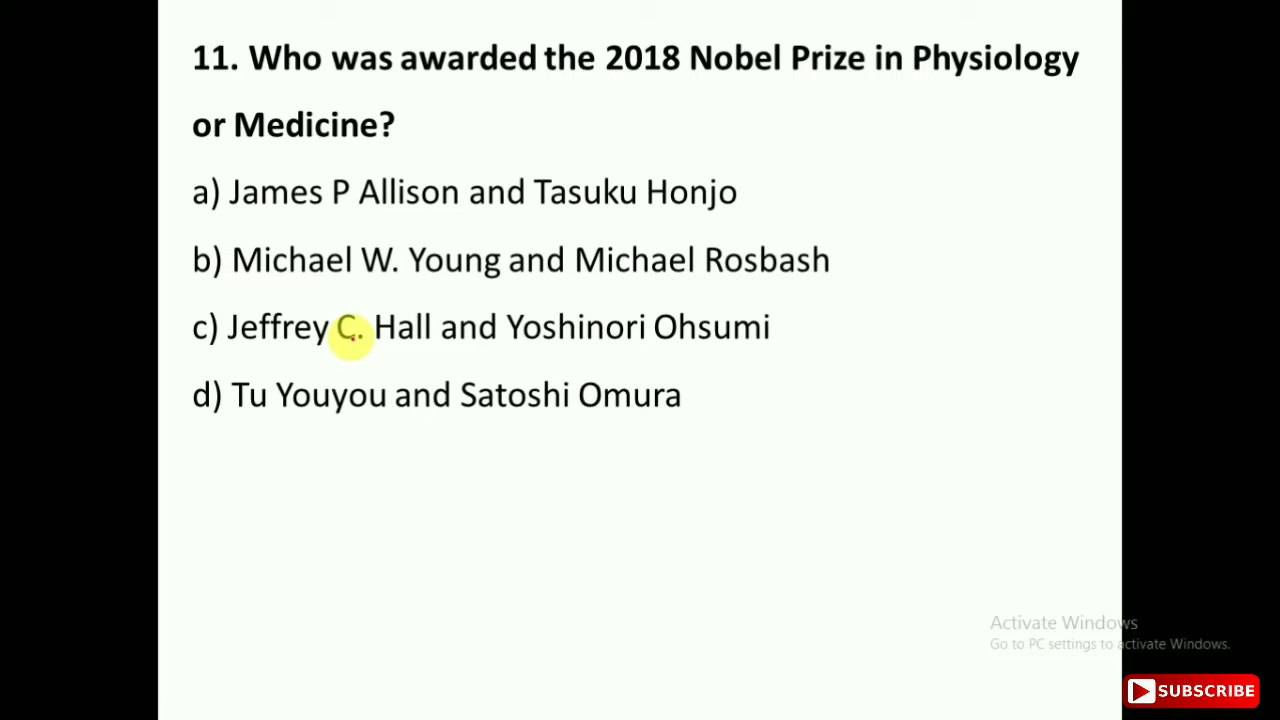 11. Who was awarded the 2018 Nobel Prize in Physiology
or Medicine?
a) James P Allison and Tasuku Honjo
b) Michael W. Young and Michael Rosbash
c) Jeffrey C. Hall and Yoshinori Ohsumi
d) Tu Youyou and Satoshi Omura
Activate Windows
Go to PC settings to activate Windows.
SUBSCRIBE